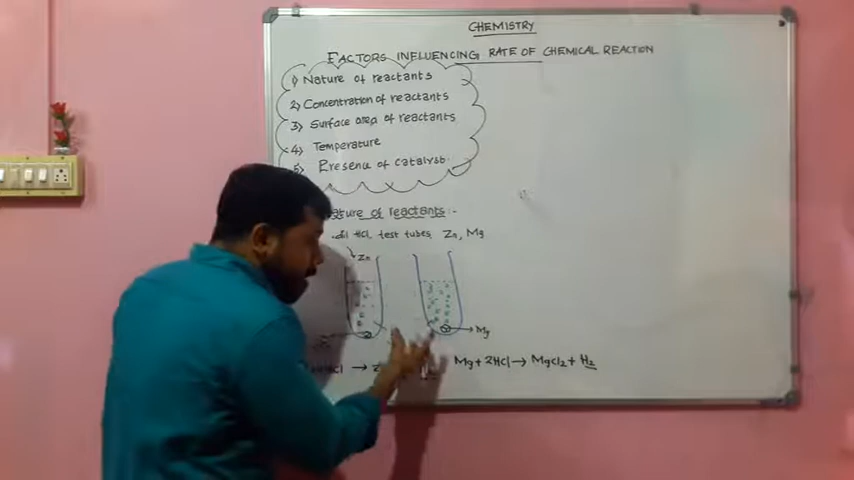 CHEMISTRY
FACTORS INFLUENCING RATE OF CHEMICAL REACTION
1) Nature of reactants
2) Concentration of reactants
3) Surface area of reactants
4) Temperature
5) Presence of catalyst.
of reactants :-
HCl, test tubes, Zn, Mg
Zn
Mg
Mg + 2HCl → MgCl2 + H2